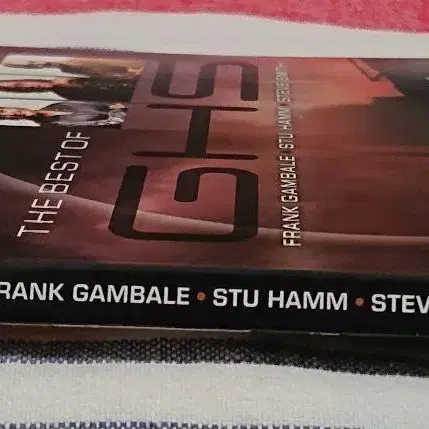 THE BEST OF
GHS
FRANK GAMBALE · STU HAMM · STEVE SMITH
RANK GAMBALE • STU HAMM • STEV